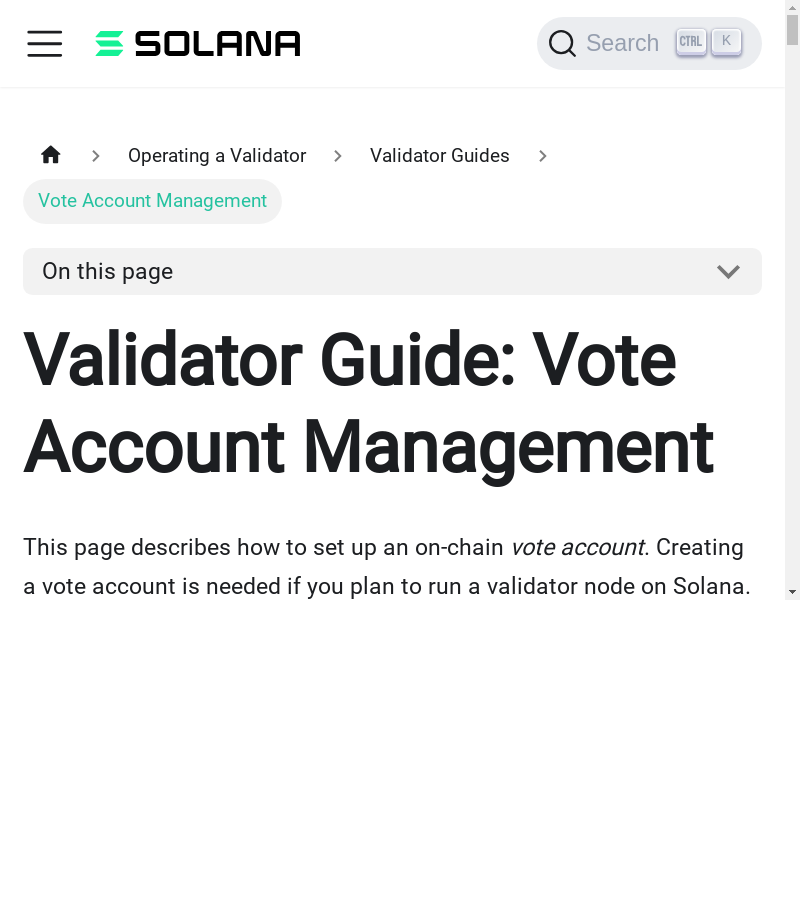 SOLANA
Search CTRL K
Operating a Validator
Validator Guides
Vote Account Management
On this page
Validator Guide: Vote
Account Management
This page describes how to set up an on-chain vote account. Creating
a vote account is needed if you plan to run a validator node on Solana.